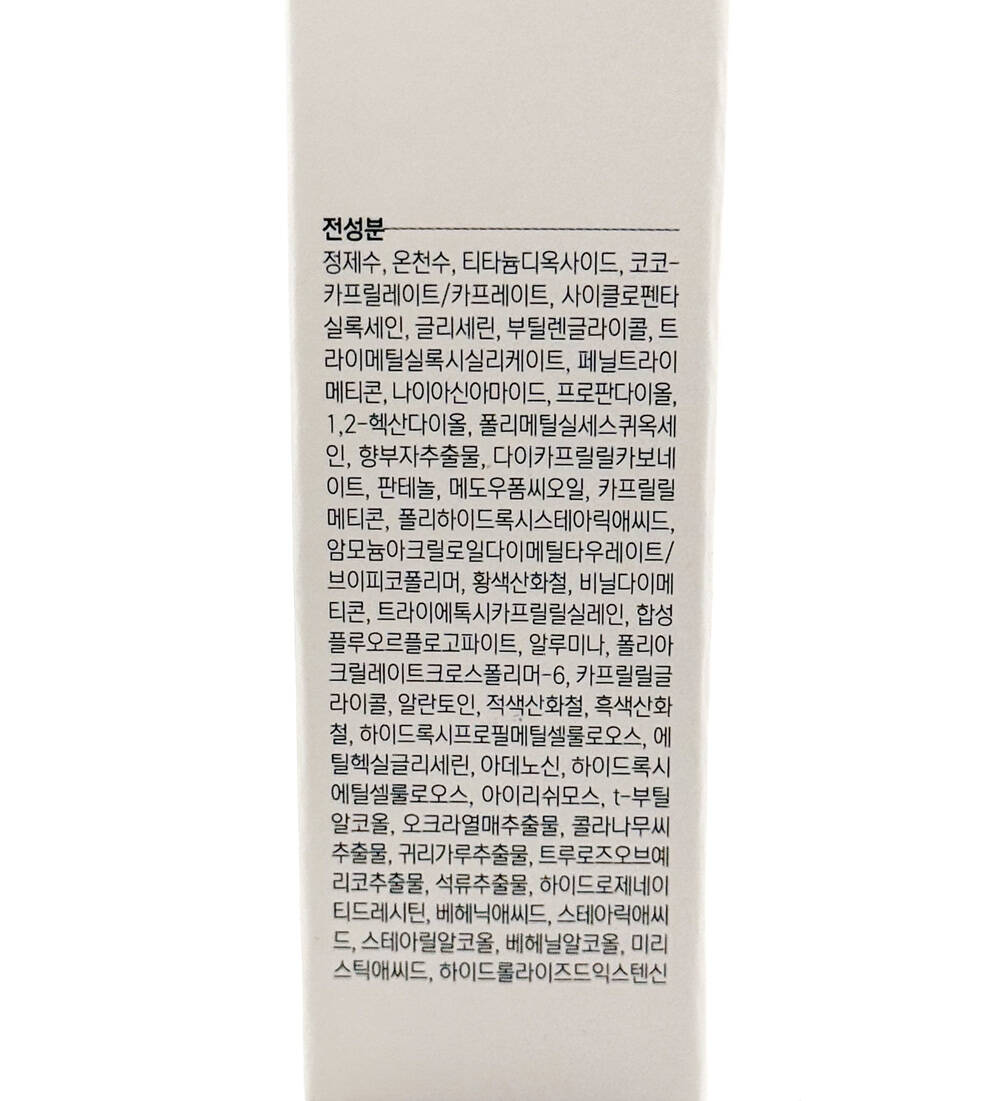 전성분
정제수, 온천수, 티타늄디옥사이드, 코코-
카프릴레이트/카프레이트, 사이클로펜타
실록세인, 글리세린, 부틸렌글라이콜, 트
라이메틸실록시실리케이트, 페닐트라이
메티콘, 나이아신아마이드, 프로판다이올,
1,2-헥산다이올, 폴리메틸실세스퀴옥세
인, 향부자추출물, 다이카프릴릴카보네
이트, 판테놀, 메도우폼씨오일, 카프릴릴
메티콘, 폴리하이드록시스테아릭애씨드,
암모늄아크릴로일다이메틸타우레이트/
브이피코폴리머, 황색산화철, 비닐다이메
티콘, 트라이에톡시카프릴릴실레인, 합성
플루오르플로고파이트, 알루미나, 폴리아
크릴레이트크로스폴리머-6, 카프릴릴글
라이콜, 알란토인, 적색산화철, 흑색산화
철, 하이드록시프로필메틸셀룰로오스, 에
틸헥실글리세린, 아데노신, 하이드록시
에틸셀룰로오스, 아이리쉬모스, t-부틸
알코올, 오크라열매추출물, 콜라나무씨
추출물, 귀리가루추출물, 트루로즈오브예
리코추출물, 석류추출물, 하이드로제네이
티드레시틴, 베헤닉애씨드, 스테아릭애씨
드, 스테아릴알코올, 베헤닐알코올, 미리
스틱애씨드, 하이드롤라이즈드익스텐신